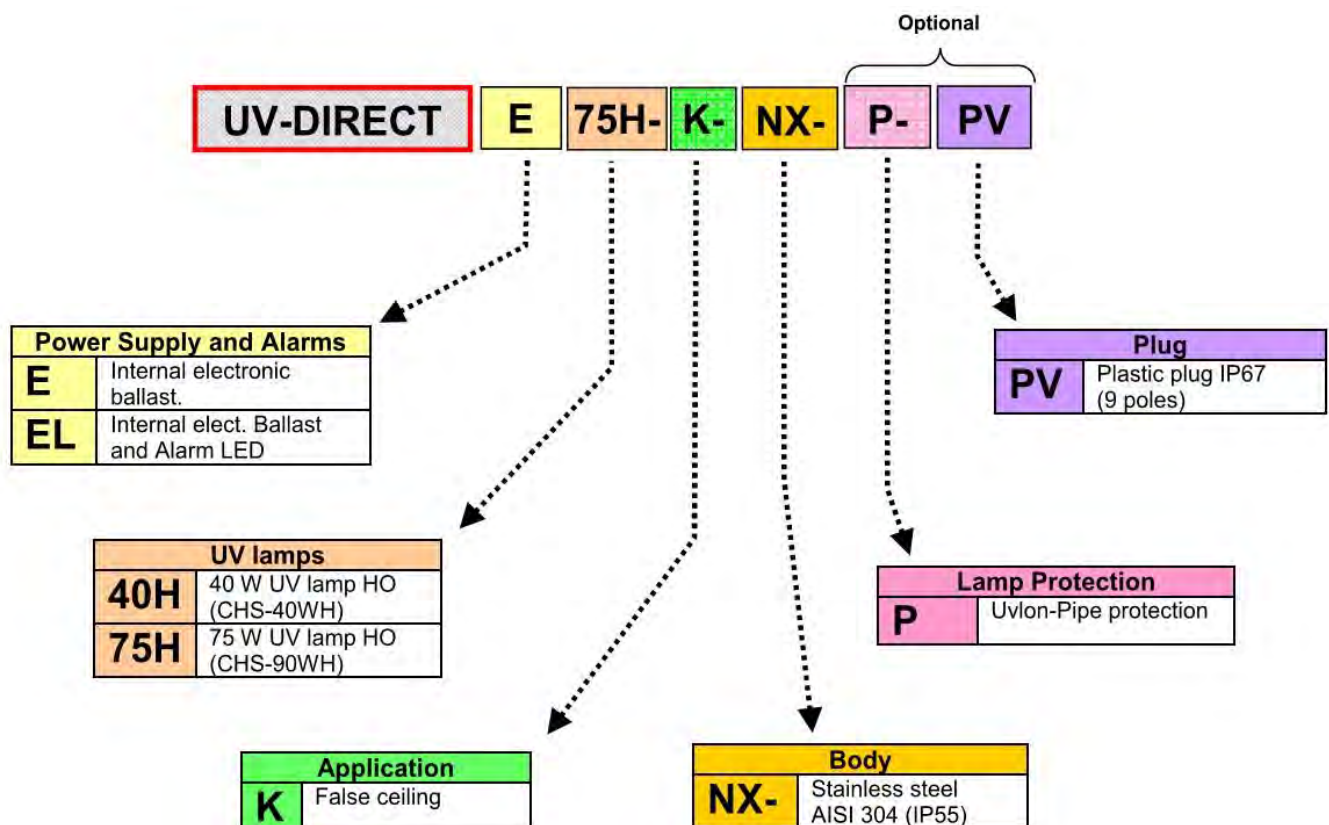 Optional
UV-DIRECT E 75H- K- NX- P- PV
Power Supply and Alarms
E Internal electronic
ballast.
EL Internal elect. Ballast
and Alarm LED
Plug
PV Plastic plug IP67
(9 poles)
UV lamps
40H 40 W UV lamp HO
(CHS-40WH)
75H 75 W UV lamp HO
(CHS-90WH)
Lamp Protection
P Uvlon-Pipe protection
Application
K False ceiling
Body
NX- Stainless steel
AISI 304 (IP55)